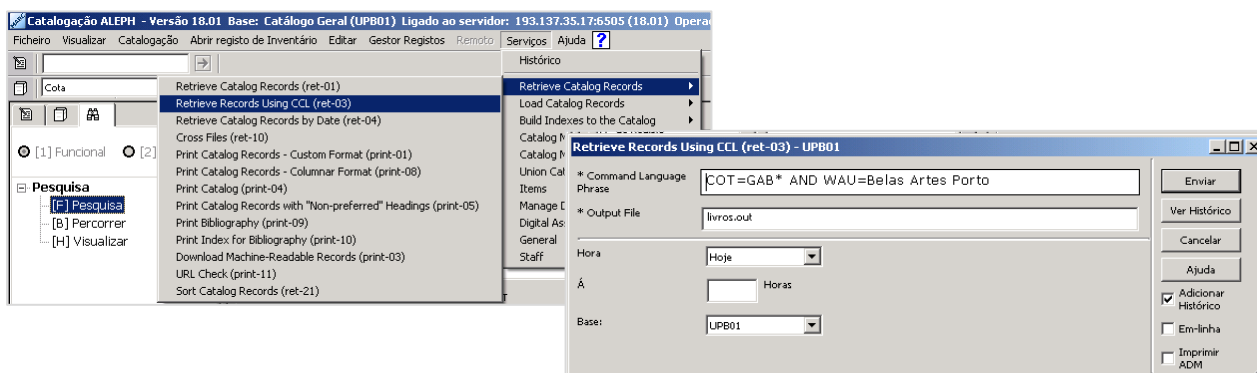 Catalogação ALEPH - Versão 18.01 Base: Catálogo Geral (UPB01) Ligado ao servidor: 193.137.35.17:6505 (18.01)
Ficheiro Visualizar Catalogação Abrir registo de Inventário Editar Gestor Registos Remoto Serviços Ajuda ?
Histórico
Cota
Retrieve Catalog Records
Load Catalog Records
Build Indexes to the Catalog
Catalog
Catalog
Union
Items
Manage
Digital
General
Staff
Retrieve Catalog Records (ret-01)
Retrieve Records Using CCL (ret-03)
Retrieve Catalog Records by Date (ret-04)
Cross Files (ret-10)
Print Catalog Records - Custom Format (print-01)
Print Catalog Records - Columnar Format (print-08)
Print Catalog (print-04)
Print Catalog Records with "Non-preferred" Headings (print-05)
Print Bibliography (print-09)
Print Index for Bibliography (print-10)
Download Machine-Readable Records (print-03)
URL Check (print-11)
Sort Catalog Records (ret-21)
[1] Funcional [2]
Pesquisa
[F] Pesquisa
[B] Percorrer
[H] Visualizar
Retrieve Records Using CCL (ret-03) - UPB01
* Command Language
Phrase
COT=GAB* AND WAU=Belas Artes Porto
* Output File
livros.out
Hora
Hoje
Á
Horas
Base:
UPB01
Enviar
Ver Histórico
Cancelar
Ajuda
Adicionar
Histórico
Em-linha
Imprimir
ADM